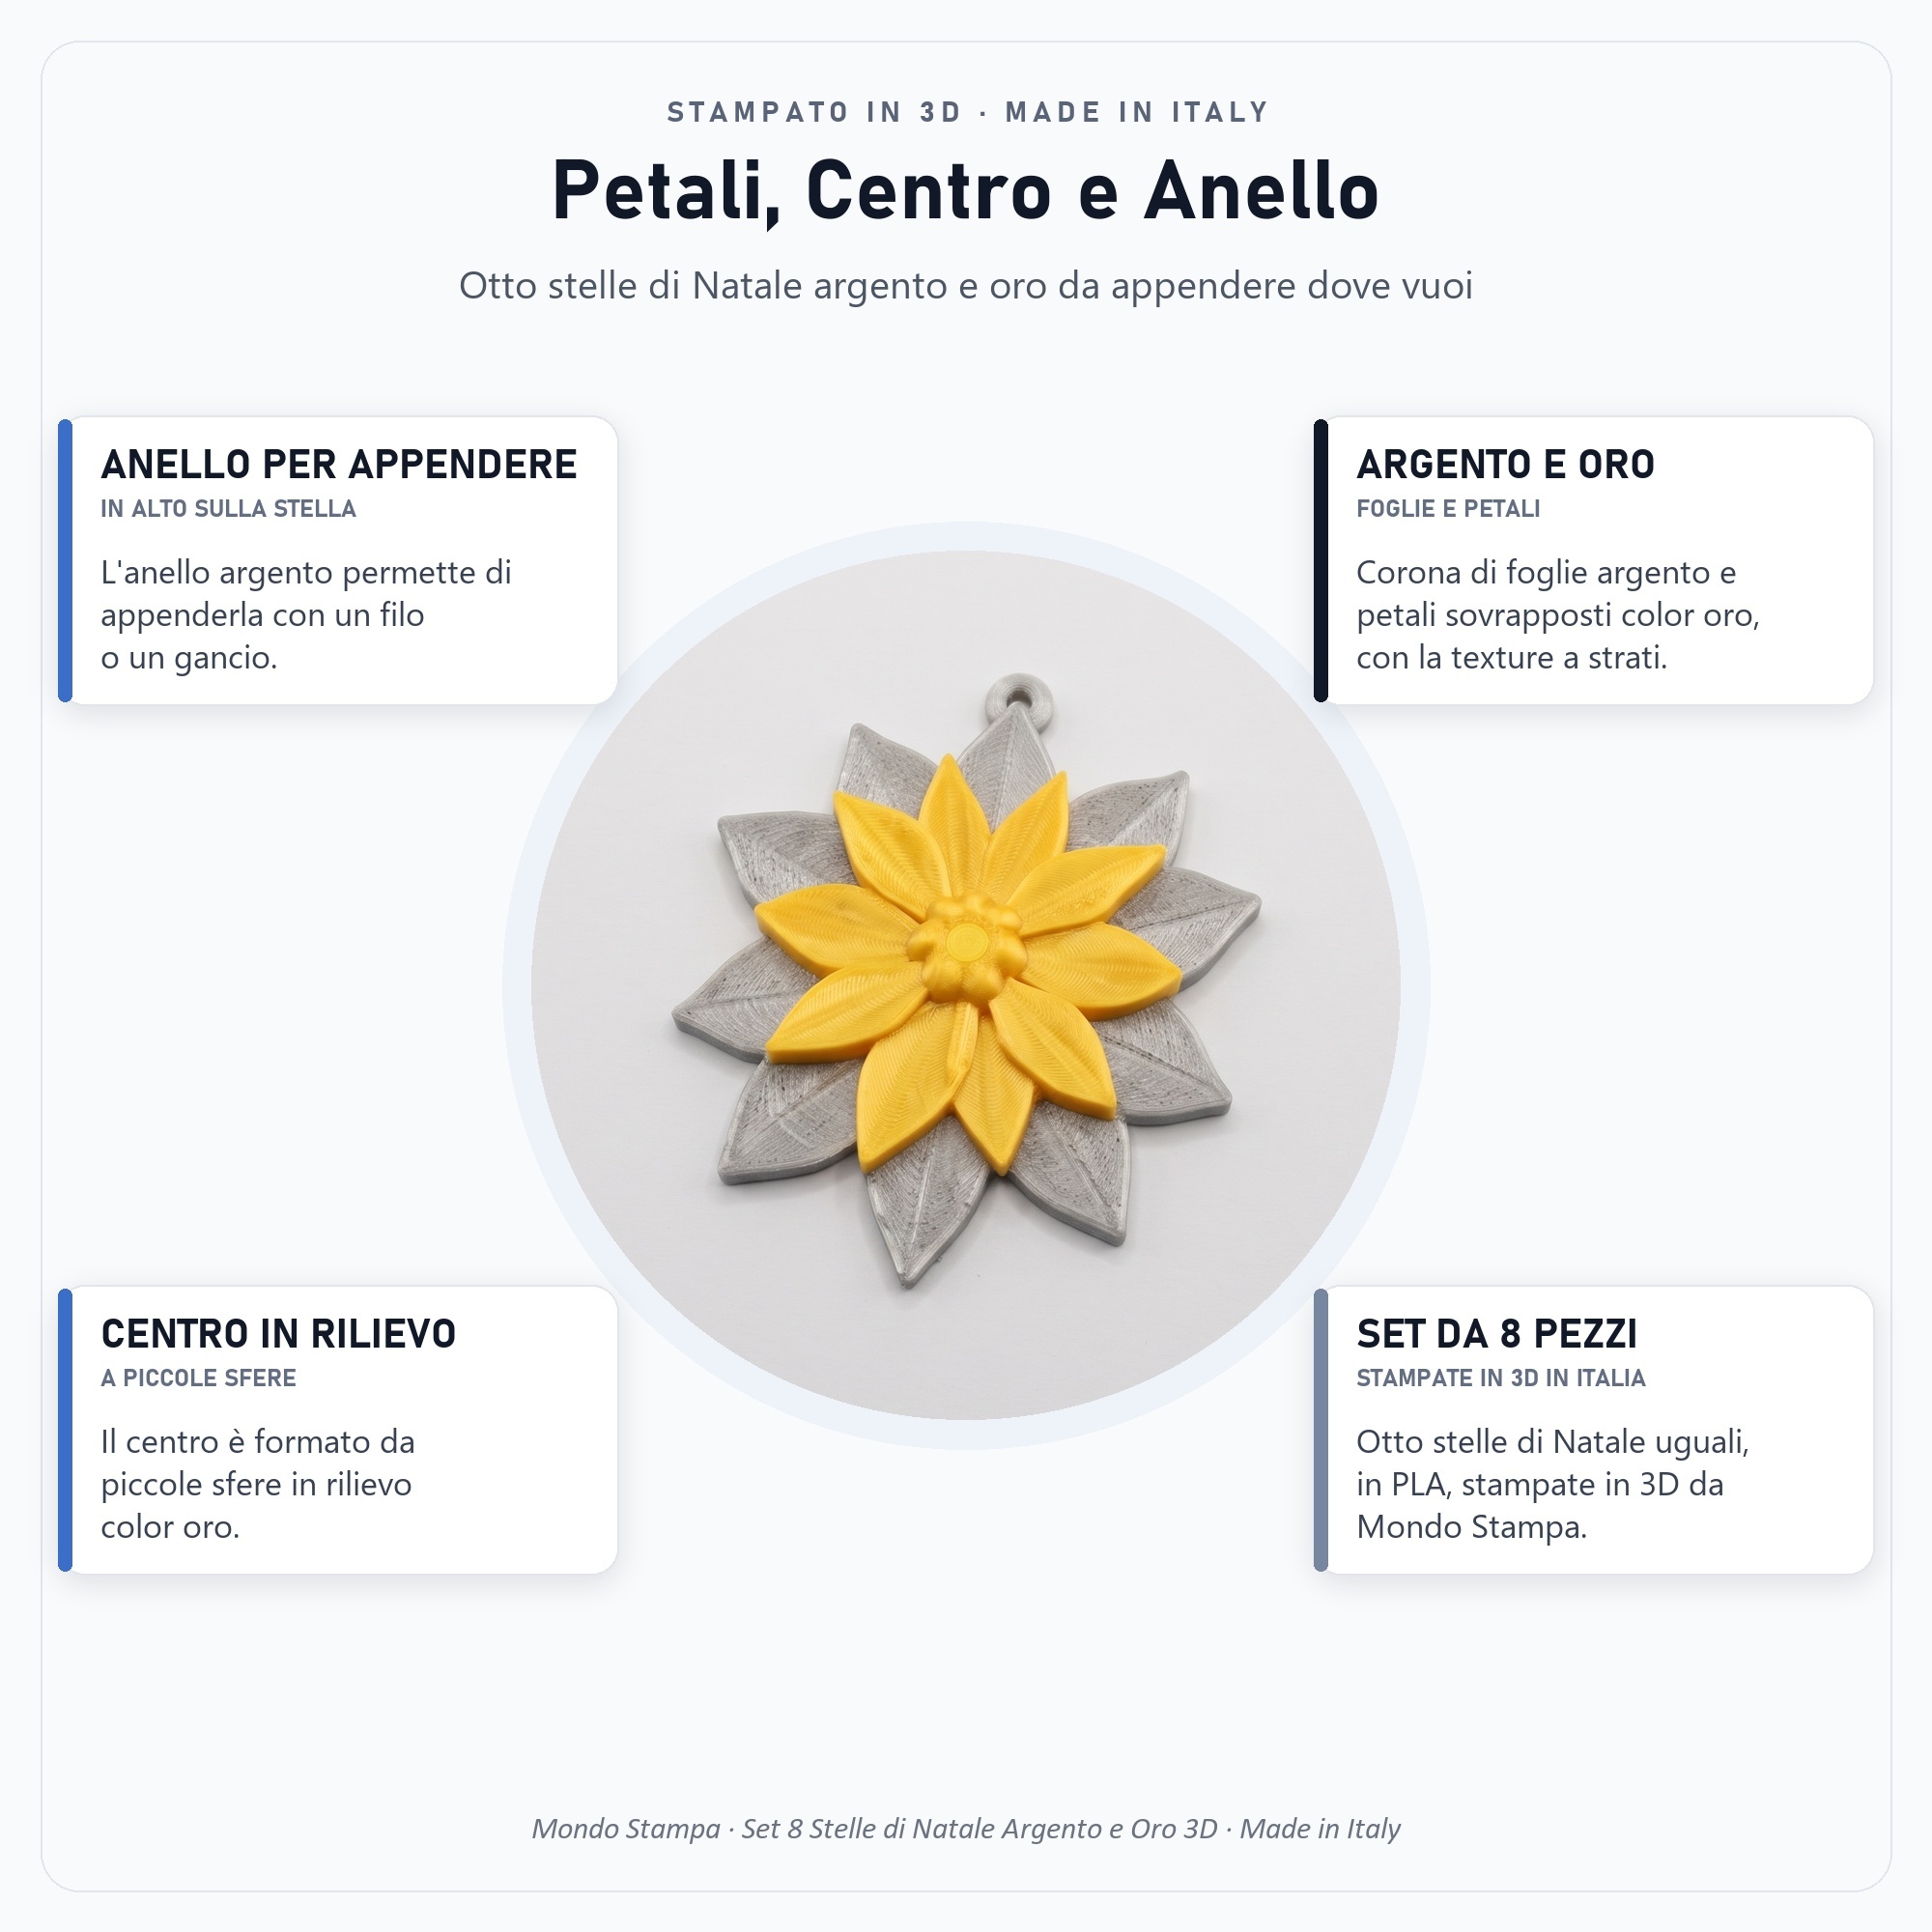 STAMPATO IN 3D · MADE IN ITALY
Petali, Centro e Anello
Otto stelle di Natale argento e oro da appendere dove vuoi
ANELLO PER APPENDERE
IN ALTO SULLA STELLA
L'anello argento permette di
appenderla con un filo
o un gancio.
ARGENTO E ORO
FOGLIE E PETALI
Corona di foglie argento e
petali sovrapposti color oro,
con la texture a strati.
CENTRO IN RILIEVO
A PICCOLE SFERE
Il centro è formato da
piccole sfere in rilievo
color oro.
SET DA 8 PEZZI
STAMPATE IN 3D IN ITALIA
Otto stelle di Natale uguali,
in PLA, stampate in 3D da
Mondo Stampa.
Mondo Stampa · Set 8 Stelle di Natale Argento e Oro 3D · Made in Italy